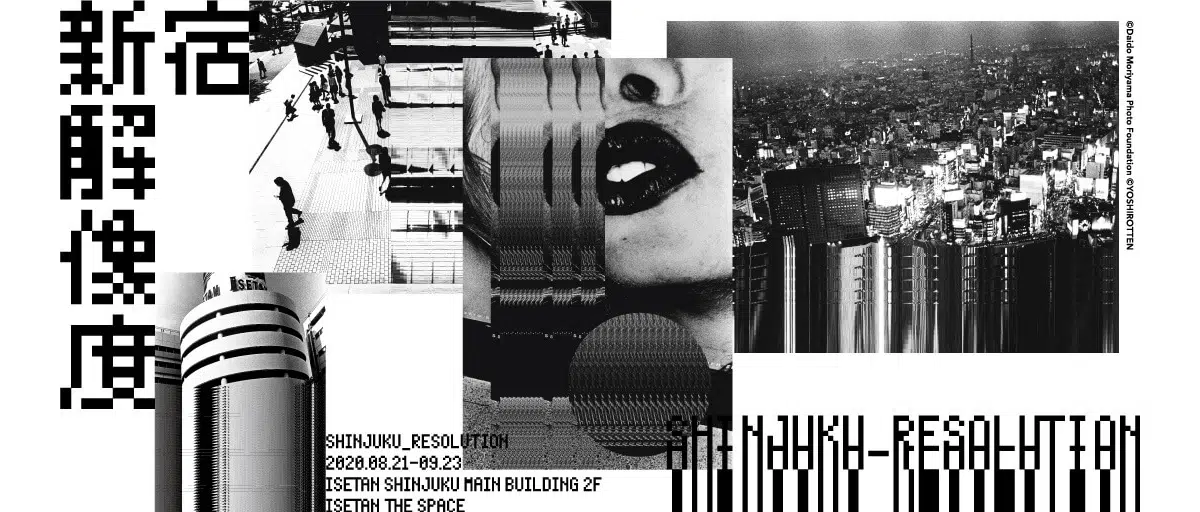 新宿
解
像
度
©Daido Moriyama Photo Foundation ©YOSHIROTTEN
SHINJUKU_RESOLUTION
2020.08.21-09.23
ISETAN SHINJUKU MAIN BUILDING 2F
ISETAN THE SPACE
SHINJUKU-RESOLUTION